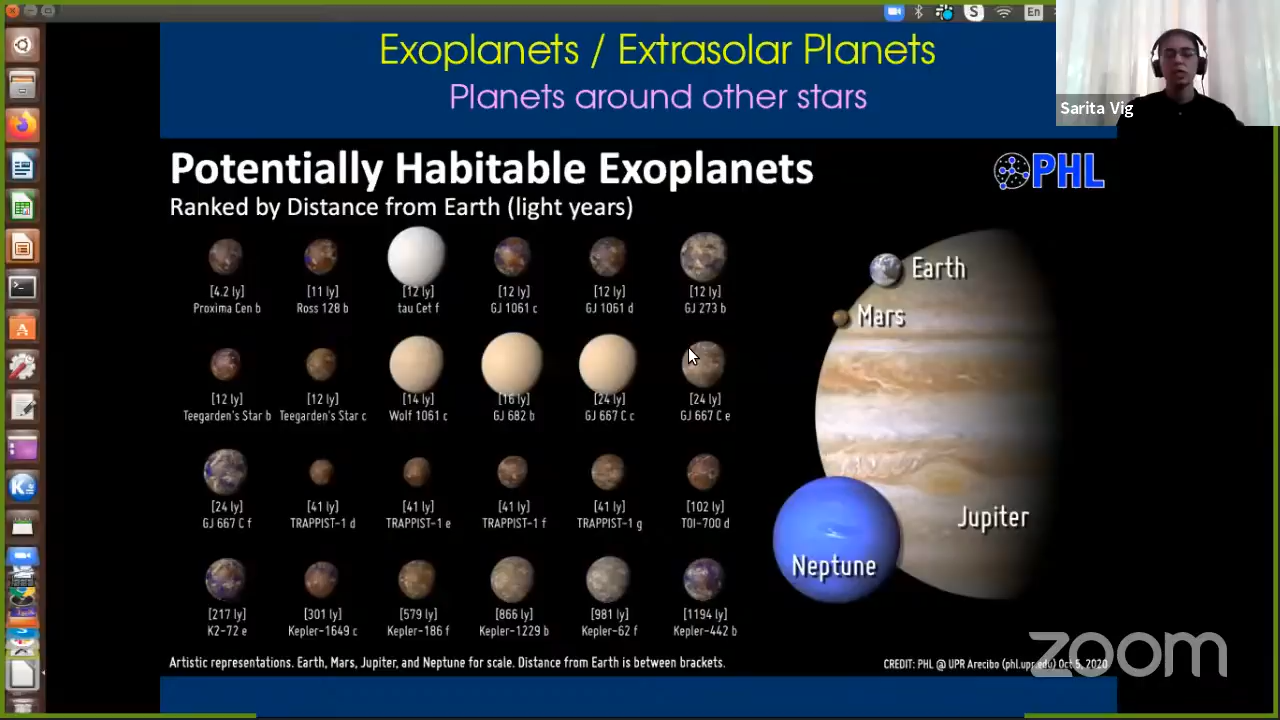 En
Exoplanets / Extrasolar Planets
Planets around other stars
Sarita Vig
Potentially Habitable Exoplanets
PHL
Ranked by Distance from Earth (light years)
[4.2 ly] [11 ly] [12 ly] [12 ly] [12 ly] [12 ly]
Proxima Cen b Ross 128 b tau Cet f GJ 1061 c GJ 1061 d GJ 273 b
Earth
Mars
[12 ly] [12 ly] [14 ly] [16 ly] [24 ly] [24 ly]
Teegarden's Star b Teegarden's Star c Wolf 1061 c GJ 682 b GJ 667 C c GJ 667 C e
[24 ly] [41 ly] [41 ly] [41 ly] [41 ly] [102 ly]
GJ 667 C f TRAPPIST-1 d TRAPPIST-1 e TRAPPIST-1 f TRAPPIST-1 g TOI-700 d
Jupiter
Neptune
[217 ly] [301 ly] [579 ly] [866 ly] [981 ly] [1194 ly]
K2-72 e Kepler-1649 c Kepler-186 f Kepler-1229 b Kepler-62 f Kepler-442 b
Artistic representations. Earth, Mars, Jupiter, and Neptune for scale. Distance from Earth is between brackets.
CREDIT: PHL @ UPR Arecibo (phl.upr.edu) Oct 5, 2020
zoom